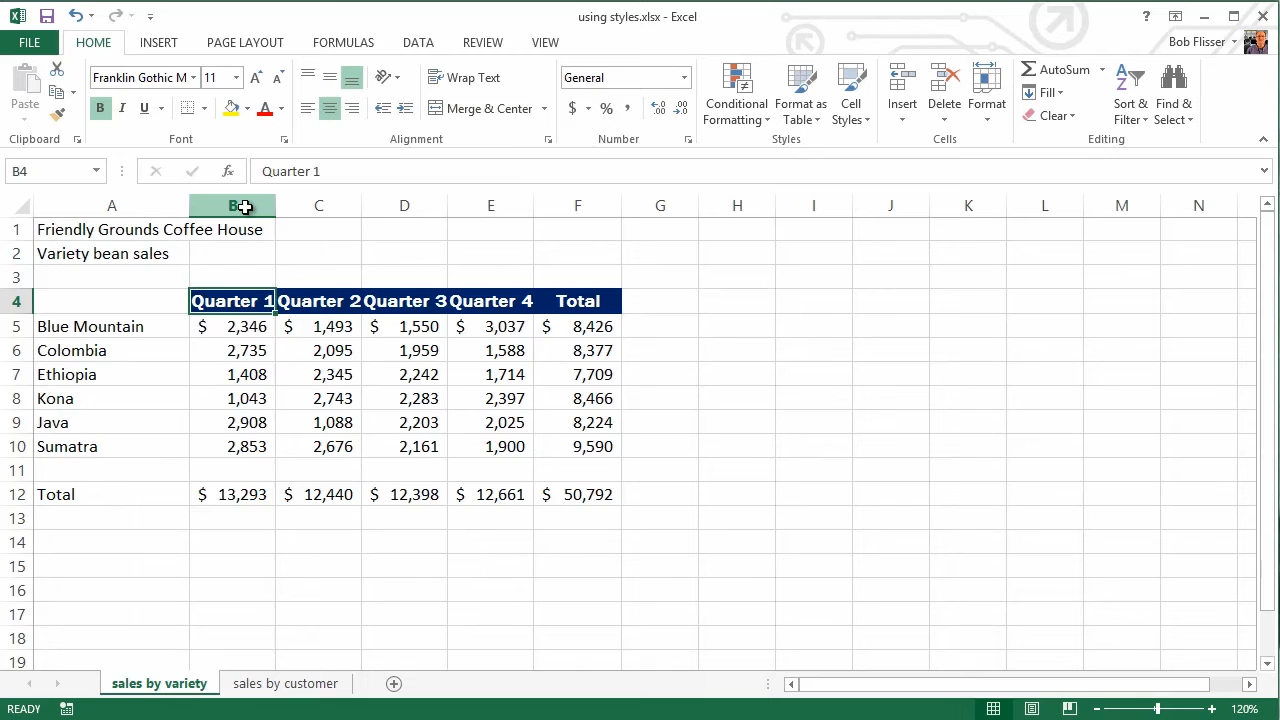 using styles.xlsx - Excel
?
FILE HOME INSERT PAGE LAYOUT FORMULAS DATA REVIEW VIEW Bob Flisser
Paste
Franklin Gothic M 11
B I U
Wrap Text
Merge & Center
General
$ % ,
Conditional Formatting
Format as Table
Cell Styles
Insert
Delete
Format
AutoSum
Fill
Clear
Sort & Filter
Find & Select
Clipboard Font Alignment Number Styles Cells Editing
B4 fx Quarter 1
A B C D E F G H I J K L M N
1 Friendly Grounds Coffee House
2 Variety bean sales
3
4 Quarter 1 Quarter 2 Quarter 3 Quarter 4 Total
5 Blue Mountain $ 2,346 $ 1,493 $ 1,550 $ 3,037 $ 8,426
6 Colombia 2,735 2,095 1,959 1,588 8,377
7 Ethiopia 1,408 2,345 2,242 1,714 7,709
8 Kona 1,043 2,743 2,283 2,397 8,466
9 Java 2,908 1,088 2,203 2,025 8,224
10 Sumatra 2,853 2,676 2,161 1,900 9,590
11
12 Total $ 13,293 $ 12,440 $ 12,398 $ 12,661 $ 50,792
13
14
15
16
17
18
19
sales by variety sales by customer
READY 120%